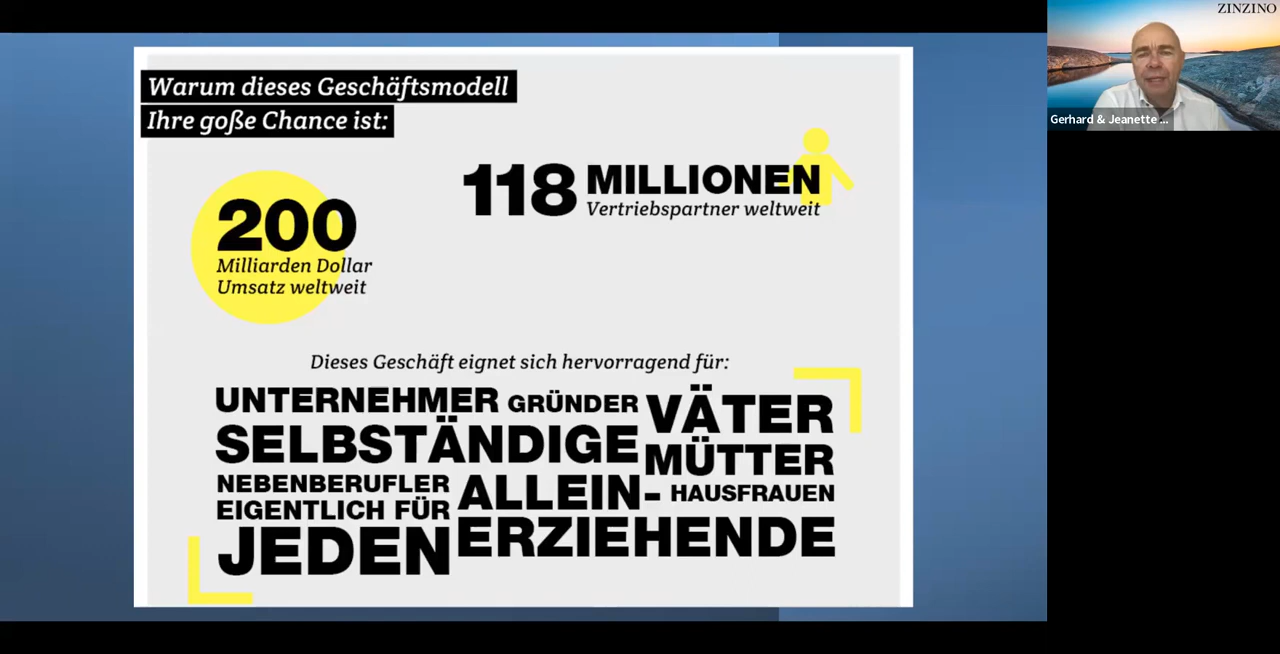 Warum dieses Geschäftsmodell
Ihre goße Chance ist:
118 MILLIONEN
Vertriebspartner weltweit
200
Milliarden Dollar
Umsatz weltweit
Dieses Geschäft eignet sich hervorragend für:
UNTERNEHMER GRÜNDER VÄTER
SELBSTÄNDIGE MÜTTER
NEBENBERUFLER ALLEIN- HAUSFRAUEN
EIGENTLICH FÜR ERZIEHENDE
JEDEN
ZINZINO
Gerhard & Jeanette ...